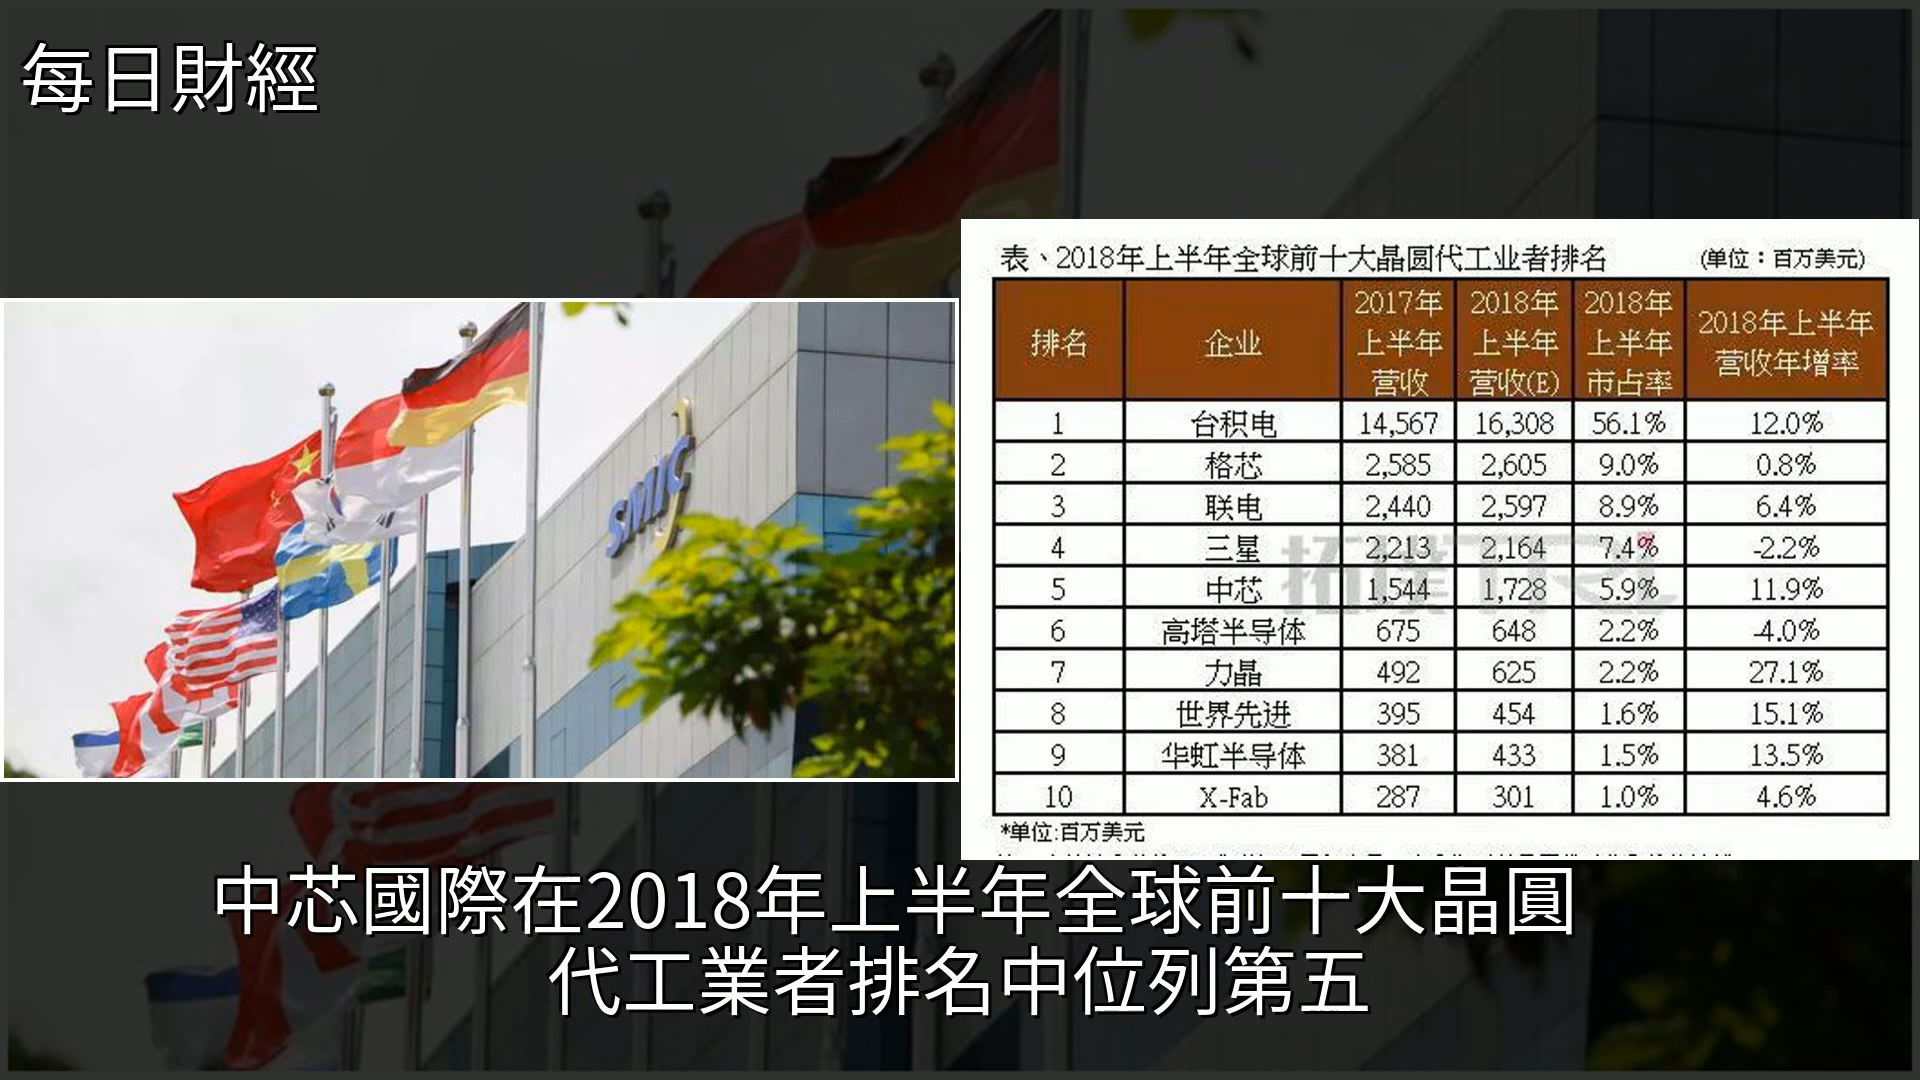 每日財經
SMIC
表、2018年上半年全球前十大晶圆代工业者排名 (单位：百万美元)
排名 企业 2017年上半年营收 2018年上半年营收(E) 2018年上半年市占率 2018年上半年营收年增率
1 台积电 14,567 16,308 56.1% 12.0%
2 格芯 2,585 2,605 9.0% 0.8%
3 联电 2,440 2,597 8.9% 6.4%
4 三星 2,213 2,164 7.4% -2.2%
5 中芯 1,544 1,728 5.9% 11.9%
6 高塔半导体 675 648 2.2% -4.0%
7 力晶 492 625 2.2% 27.1%
8 世界先进 395 454 1.6% 15.1%
9 华虹半导体 381 433 1.5% 13.5%
10 X-Fab 287 301 1.0% 4.6%
*单位:百万美元
中芯國際在2018年上半年全球前十大晶圓
代工業者排名中位列第五